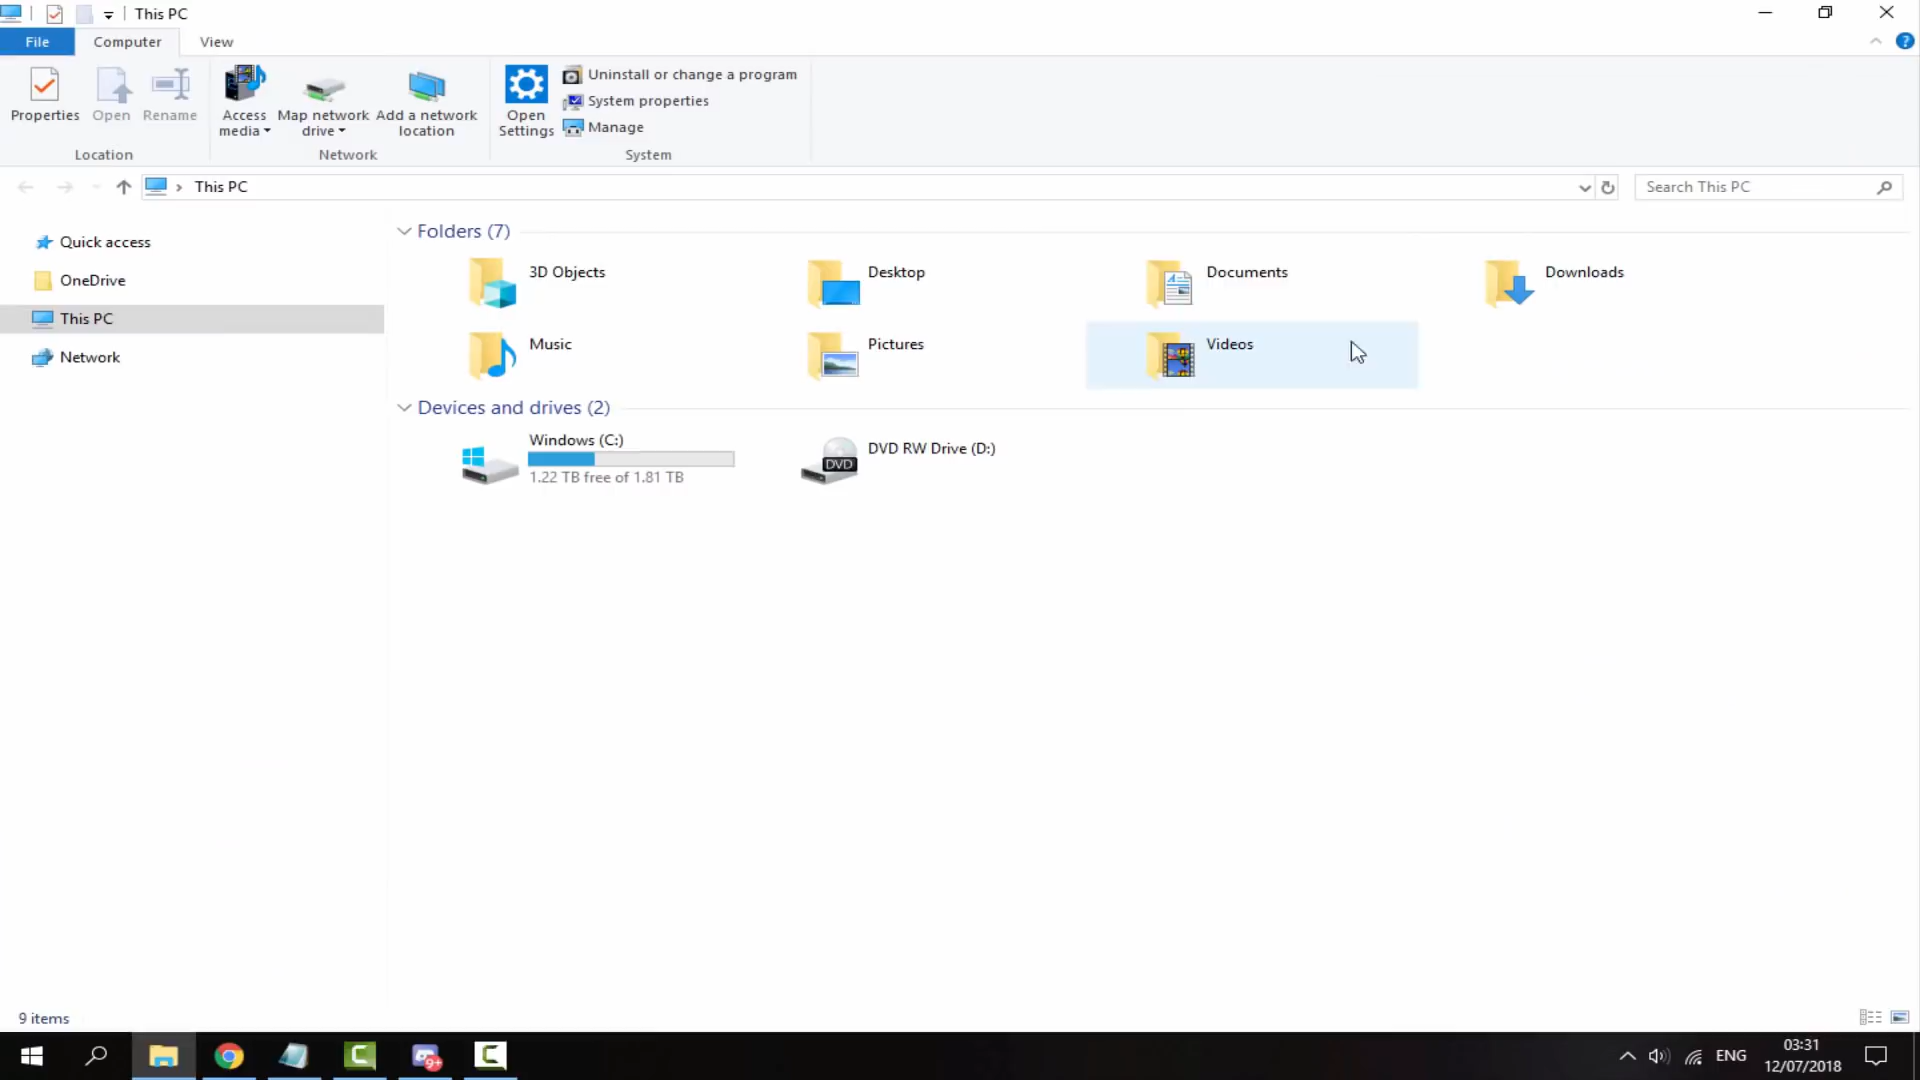 This PC
File
Computer
View
Properties
Open
Rename
Access media
Map network drive
Add a network location
Open Settings
Uninstall or change a program
System properties
Manage
Location
Network
System
This PC
Search This PC
Quick access
OneDrive
This PC
Network
Folders (7)
3D Objects
Desktop
Documents
Downloads
Music
Pictures
Videos
Devices and drives (2)
Windows (C:)
1.22 TB free of 1.81 TB
DVD
DVD RW Drive (D:)
9 items
9+
ENG
03:31
12/07/2018